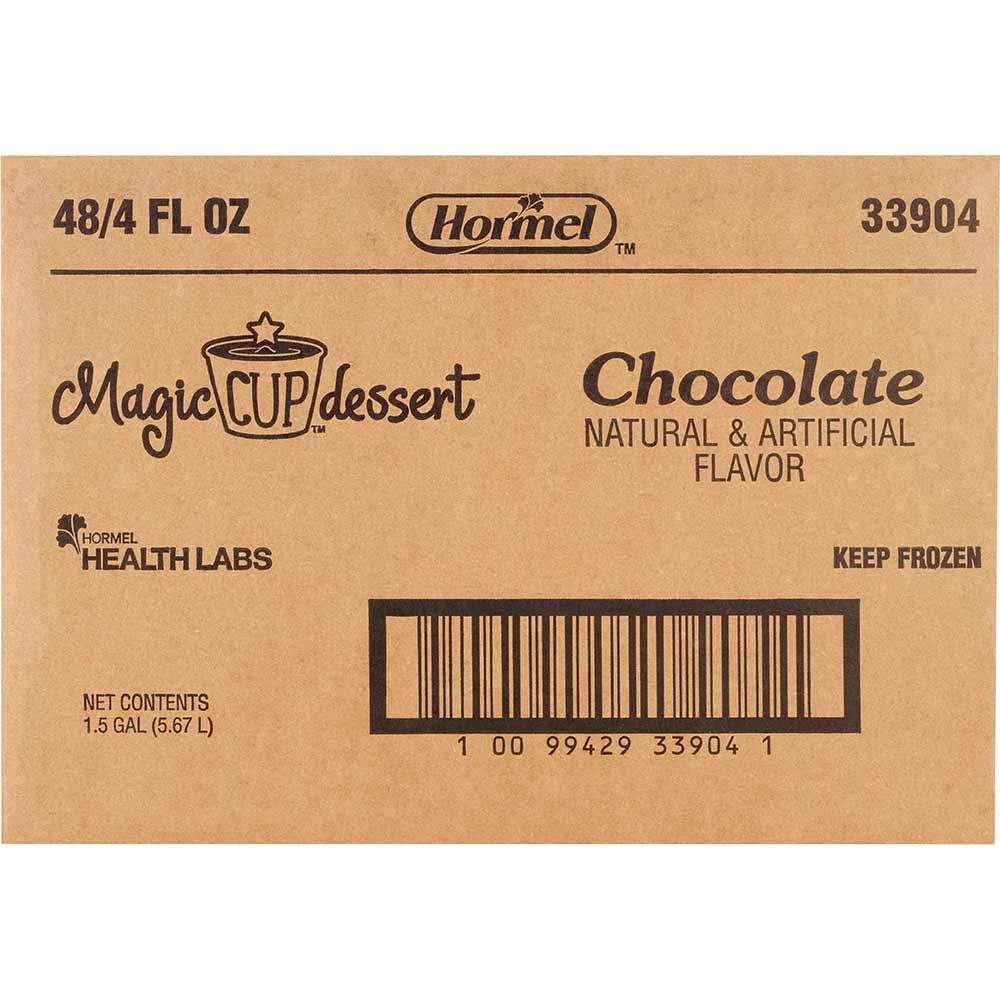 48/4 FL OZ
Hormel
TM
33904
Magic CUP dessert
TM
Chocolate
NATURAL & ARTIFICIAL
FLAVOR
HORMEL
HEALTH LABS
KEEP FROZEN
NET CONTENTS
1.5 GAL (5.67 L)
1 00 99429 33904 1